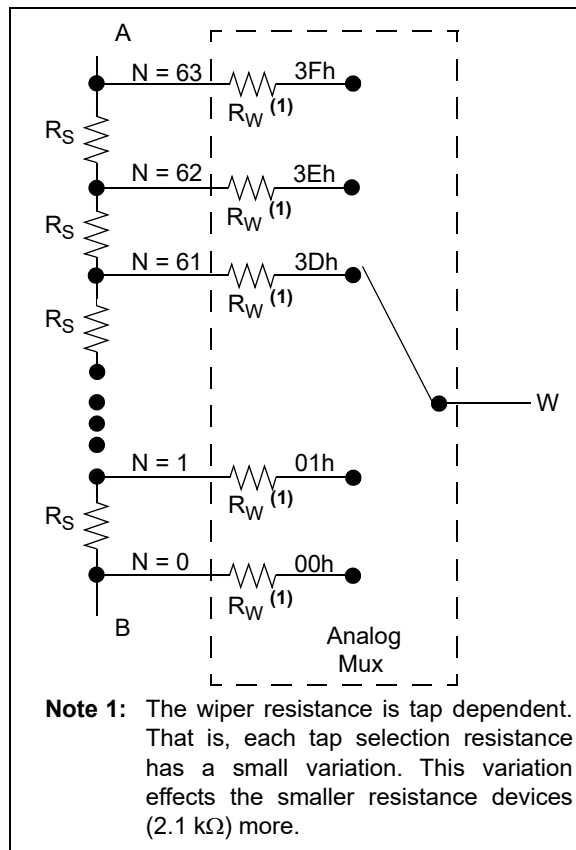 A
N = 63 3Fh
R_W (1)
R_S
N = 62 3Eh
R_W (1)
R_S
N = 61 3Dh
R_W (1)
R_S
W
N = 1 01h
R_W (1)
R_S
N = 0 00h
R_W (1)
B
Analog
Mux
Note 1: The wiper resistance is tap dependent.
That is, each tap selection resistance
has a small variation. This variation
effects the smaller resistance devices
(2.1 kΩ) more.